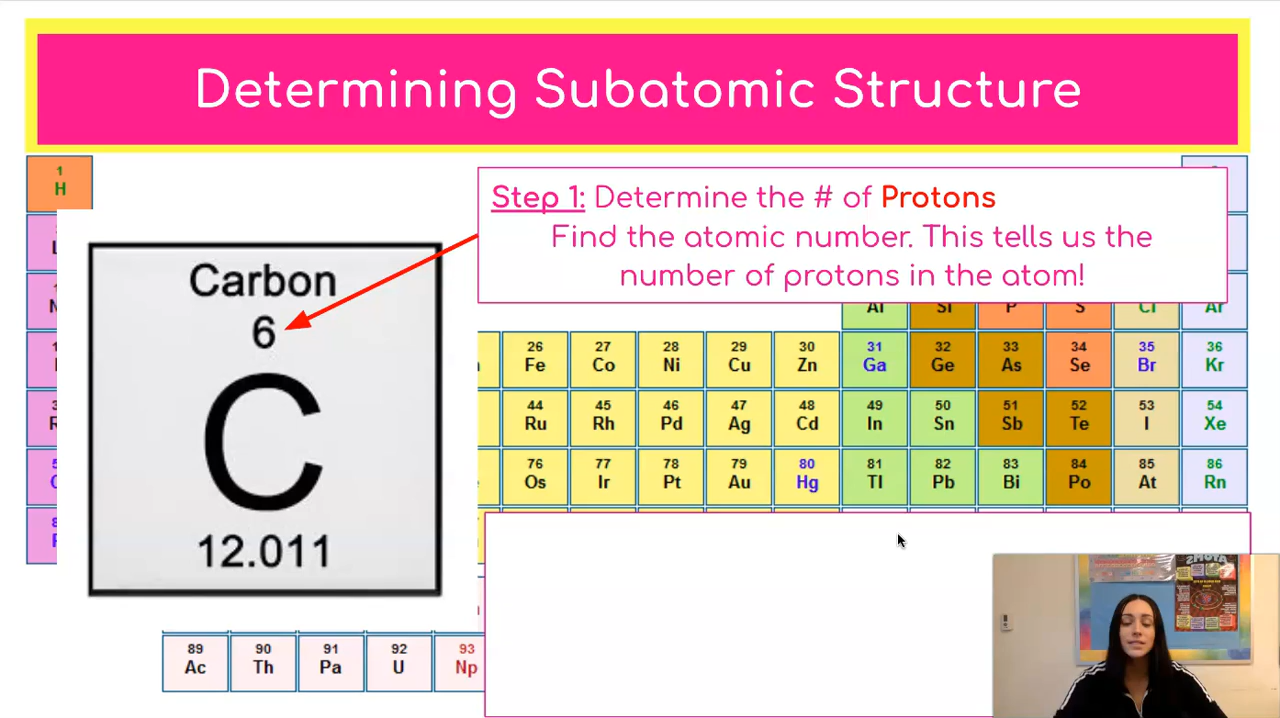 Determining Subatomic Structure
1
H
Step 1: Determine the # of Protons
Find the atomic number. This tells us the
number of protons in the atom!
Carbon
6
C
12.011
Al Si P S Cl Ar
26 27 28 29 30 31 32 33 34 35 36
Fe Co Ni Cu Zn Ga Ge As Se Br Kr
44 45 46 47 48 49 50 51 52 53 54
Ru Rh Pd Ag Cd In Sn Sb Te I Xe
76 77 78 79 80 81 82 83 84 85 86
Os Ir Pt Au Hg Tl Pb Bi Po At Rn
89 90 91 92 93
Ac Th Pa U Np